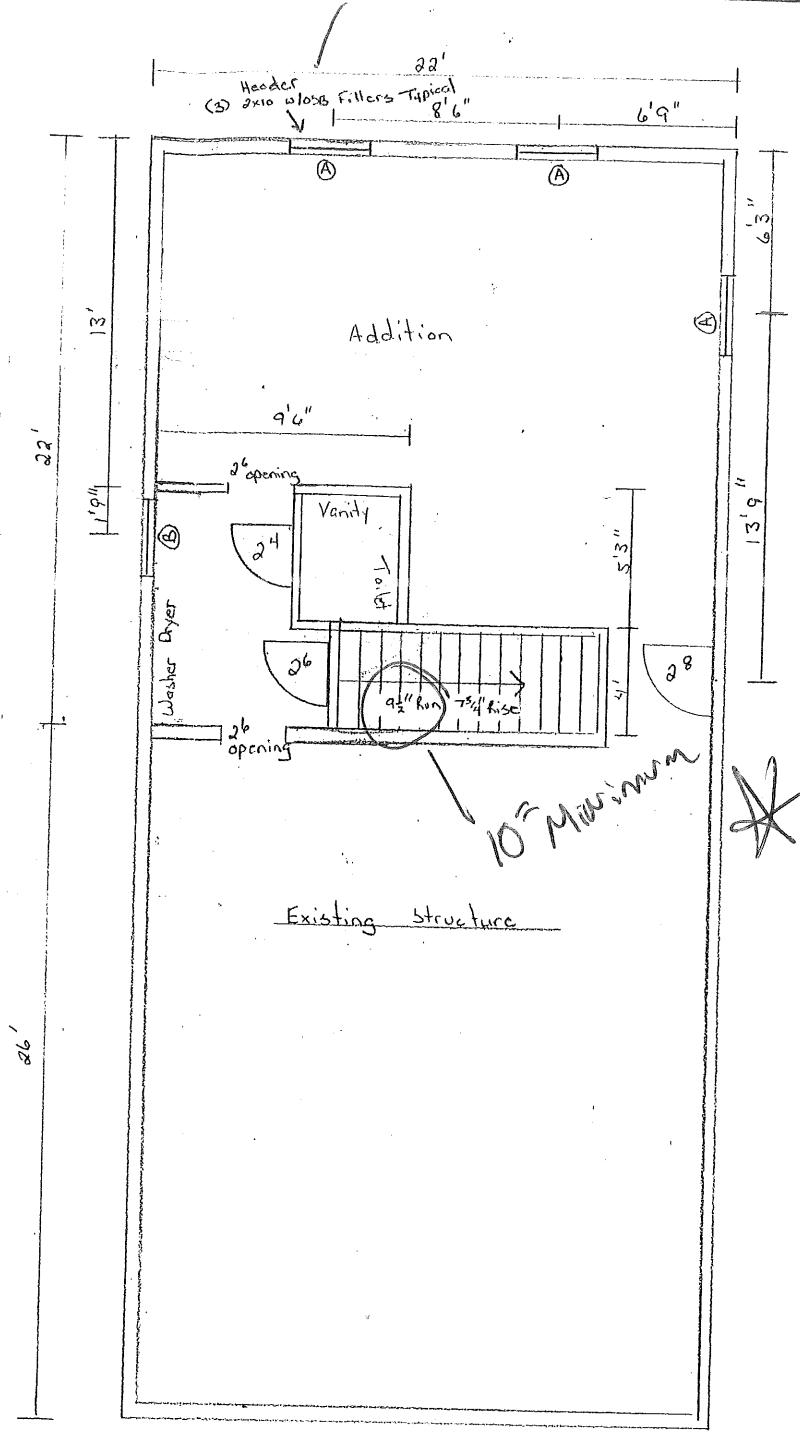 22'
Header
(3) 2x10 w/OSB Fillers Typical
8'6"
6'9"
A
A
6'3"
13'
A
Addition
9'6"
22'
2⁶ opening
1'9"
B
Vanity
2⁴
Toilet
5'3"
13'9"
Washer Dryer
2⁶
9½" Run
7¾" Rise
4'
2⁸
2⁶
opening
10" Minimum
Existing Structure
26'